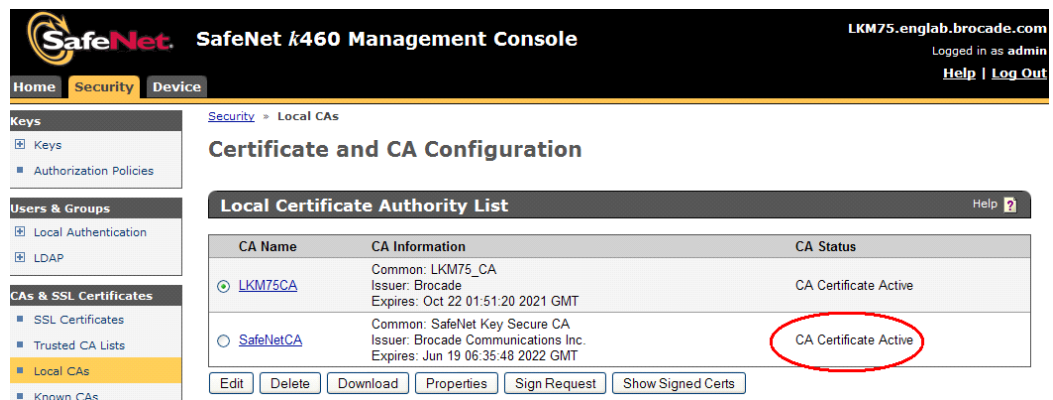 SafeNet.
SafeNet k460 Management Console
LKM75.englab.brocade.com
Logged in as admin
Help | Log Out
Home Security Device
Keys
Keys
Authorization Policies
Users & Groups
Local Authentication
LDAP
CAs & SSL Certificates
SSL Certificates
Trusted CA Lists
Local CAs
Known CAs
Security » Local CAs
Certificate and CA Configuration
Local Certificate Authority List Help ?
CA Name CA Information CA Status
LKM75CA
Common: LKM75_CA
Issuer: Brocade
Expires: Oct 22 01:51:20 2021 GMT
CA Certificate Active
SafeNetCA
Common: SafeNet Key Secure CA
Issuer: Brocade Communications Inc.
Expires: Jun 19 06:35:48 2022 GMT
CA Certificate Active
Edit Delete Download Properties Sign Request Show Signed Certs